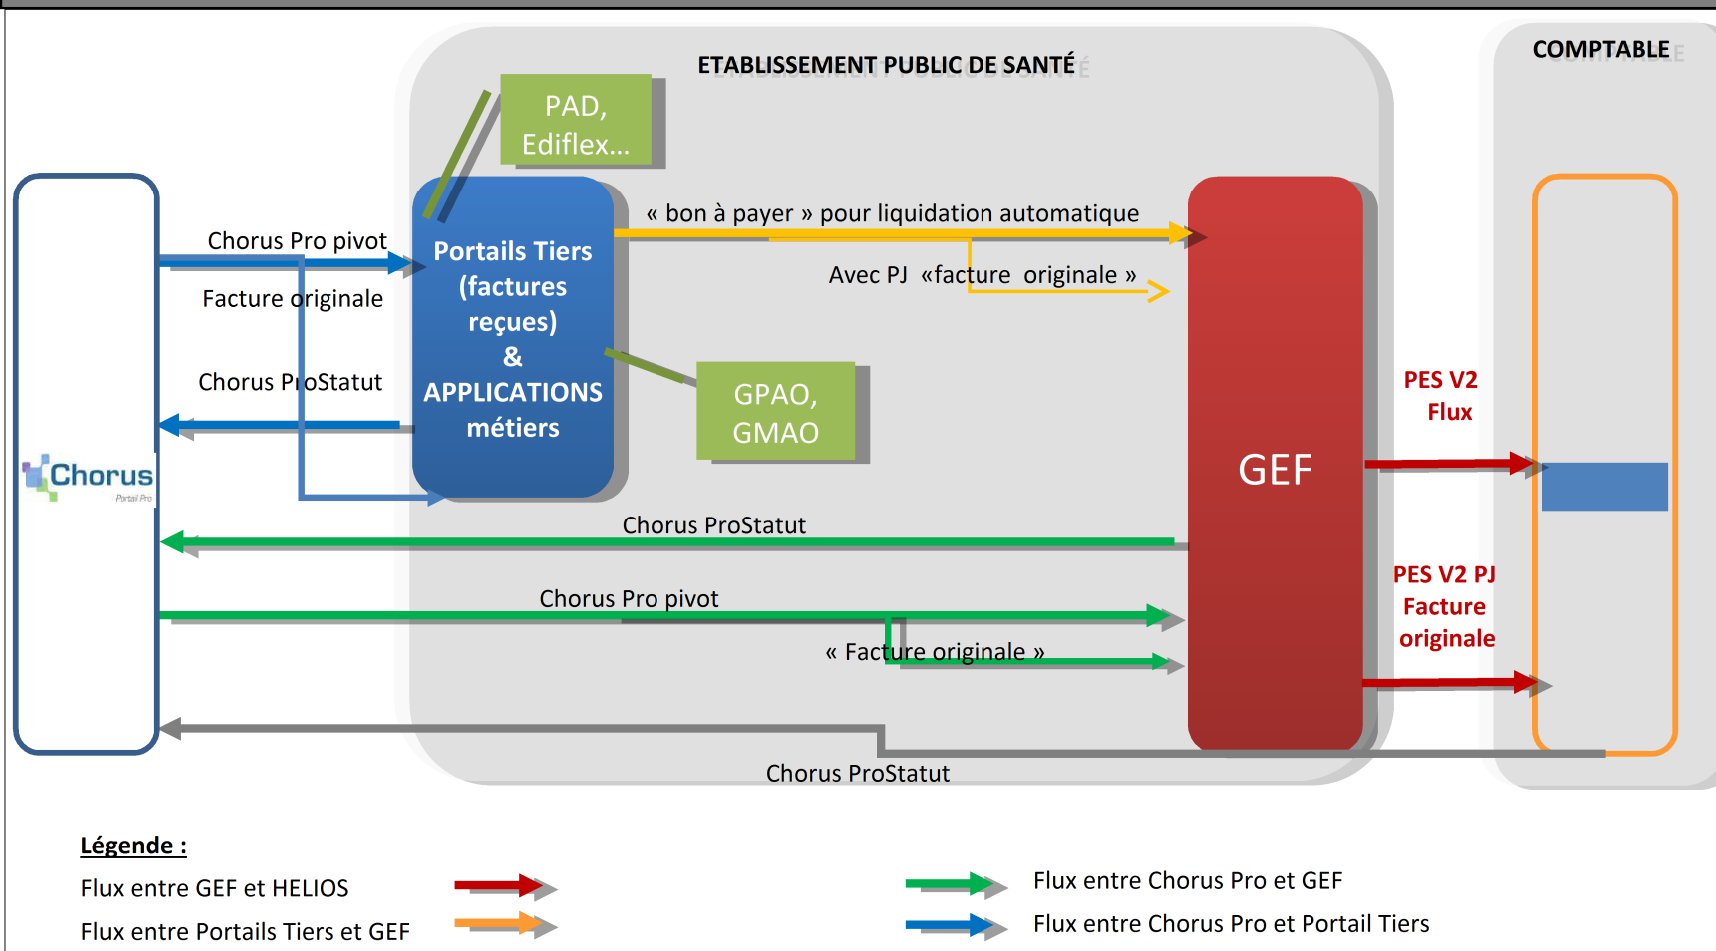 ETABLISSEMENT PUBLIC DE SANTÉ
COMPTABLE
PAD,
Ediflex...
« bon à payer » pour liquidation automatique
Chorus Pro pivot
Portails Tiers
(factures
reçues)
&
APPLICATIONS
métiers
Avec PJ «facture originale »
Facture originale
Chorus ProStatut
GPAO,
GMAO
PES V2
Flux
GEF
Chorus
Portail Pro
Chorus ProStatut
PES V2 PJ
Facture
originale
Chorus Pro pivot
« Facture originale »
Chorus ProStatut
Légende :
Flux entre GEF et HELIOS
Flux entre Chorus Pro et GEF
Flux entre Portails Tiers et GEF
Flux entre Chorus Pro et Portail Tiers